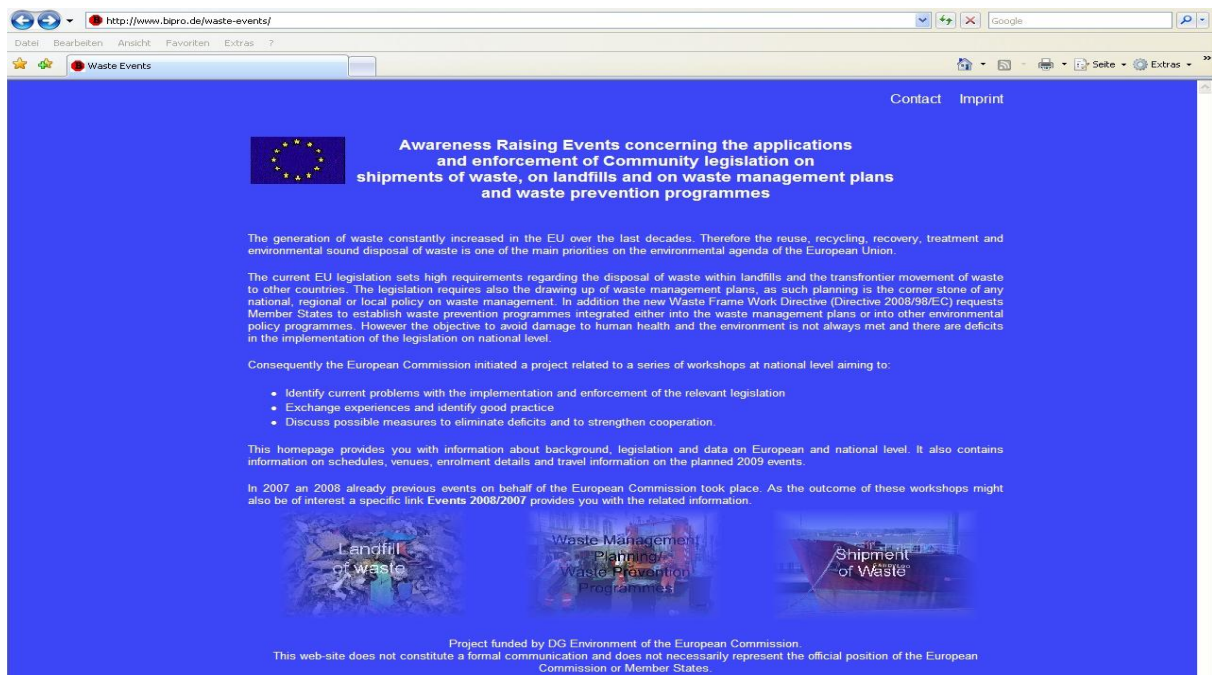 http://www.bipro.de/waste-events/
Google
Datei Bearbeiten Ansicht Favoriten Extras ?
Waste Events
Seite
Extras
Contact Imprint
Awareness Raising Events concerning the applications
and enforcement of Community legislation on
shipments of waste, on landfills and on waste management plans
and waste prevention programmes
The generation of waste constantly increased in the EU over the last decades. Therefore the reuse, recycling, recovery, treatment and
environmental sound disposal of waste is one of the main priorities on the environmental agenda of the European Union.
The current EU legislation sets high requirements regarding the disposal of waste within landfills and the transfrontier movement of waste
to other countries. The legislation requires also the drawing up of waste management plans, as such planning is the corner stone of any
national, regional or local policy on waste management. In addition the new Waste Frame Work Directive (Directive 2008/98/EC) requests
Member States to establish waste prevention programmes integrated either into the waste management plans or into other environmental
policy programmes. However the objective to avoid damage to human health and the environment is not always met and there are deficits
in the implementation of the legislation on national level.
Consequently the European Commission initiated a project related to a series of workshops at national level aiming to:
• Identify current problems with the implementation and enforcement of the relevant legislation
• Exchange experiences and identify good practice
• Discuss possible measures to eliminate deficits and to strengthen cooperation.
This homepage provides you with information about background, legislation and data on European and national level. It also contains
information on schedules, venues, enrolment details and travel information on the planned 2009 events.
In 2007 an 2008 already previous events on behalf of the European Commission took place. As the outcome of these workshops might
also be of interest a specific link Events 2008/2007 provides you with the related information.
Landfill
of waste
Waste Management
Planning/
Waste Prevention
Programmes
Shipment
of Waste
Project funded by DG Environment of the European Commission.
This web-site does not constitute a formal communication and does not necessarily represent the official position of the European
Commission or Member States.